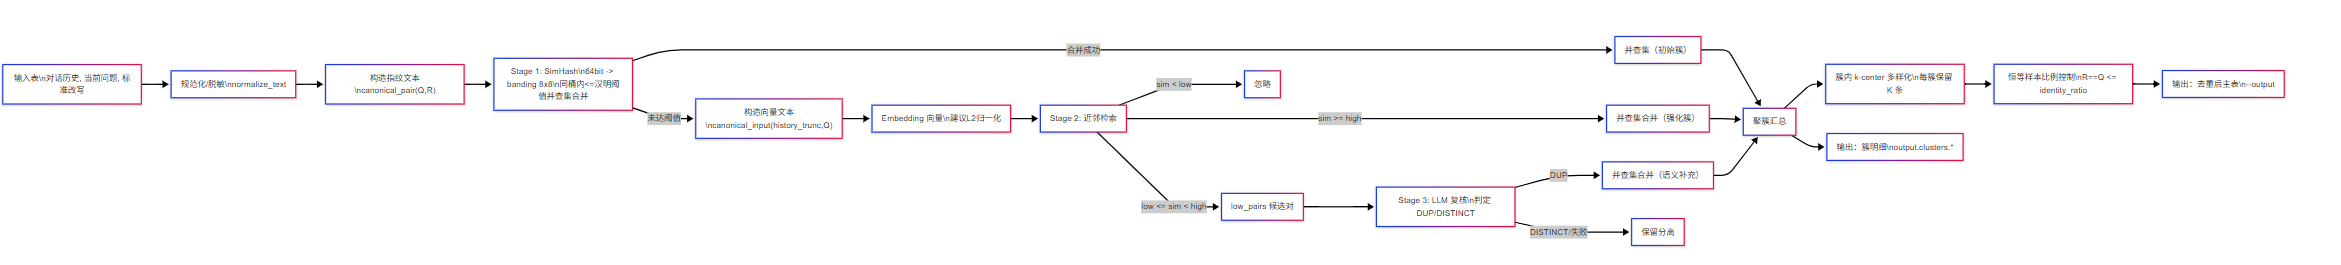 输入表\n对话历史, 当前问题, 标
准改写
规范化/脱敏\nnormalize_text
构造指纹文本
\ncanonical_pair(Q,R)
Stage 1: SimHash\n64bit ->
banding 8x8\n同桶内<=汉明阈
值并查集合并
合并成功
未达阈值
构造向量文本
\ncanonical_input(history_trunc,Q)
Embedding 向量\n建议L2归一化
Stage 2: 近邻检索
sim < low
忽略
sim >= high
low <= sim < high
low_pairs 候选对
Stage 3: LLM 复核\n判定
DUP/DISTINCT
DUP
DISTINCT/失败
并查集（初始簇）
并查集合并（强化簇）
并查集合并（语义补充）
保留分离
聚簇汇总
簇内 k-center 多样化\n每簇保留
K 条
恒等样本比例控制\nR==Q <=
identity_ratio
输出：去重后主表\n--output
输出：簇明细\noutput.clusters.*